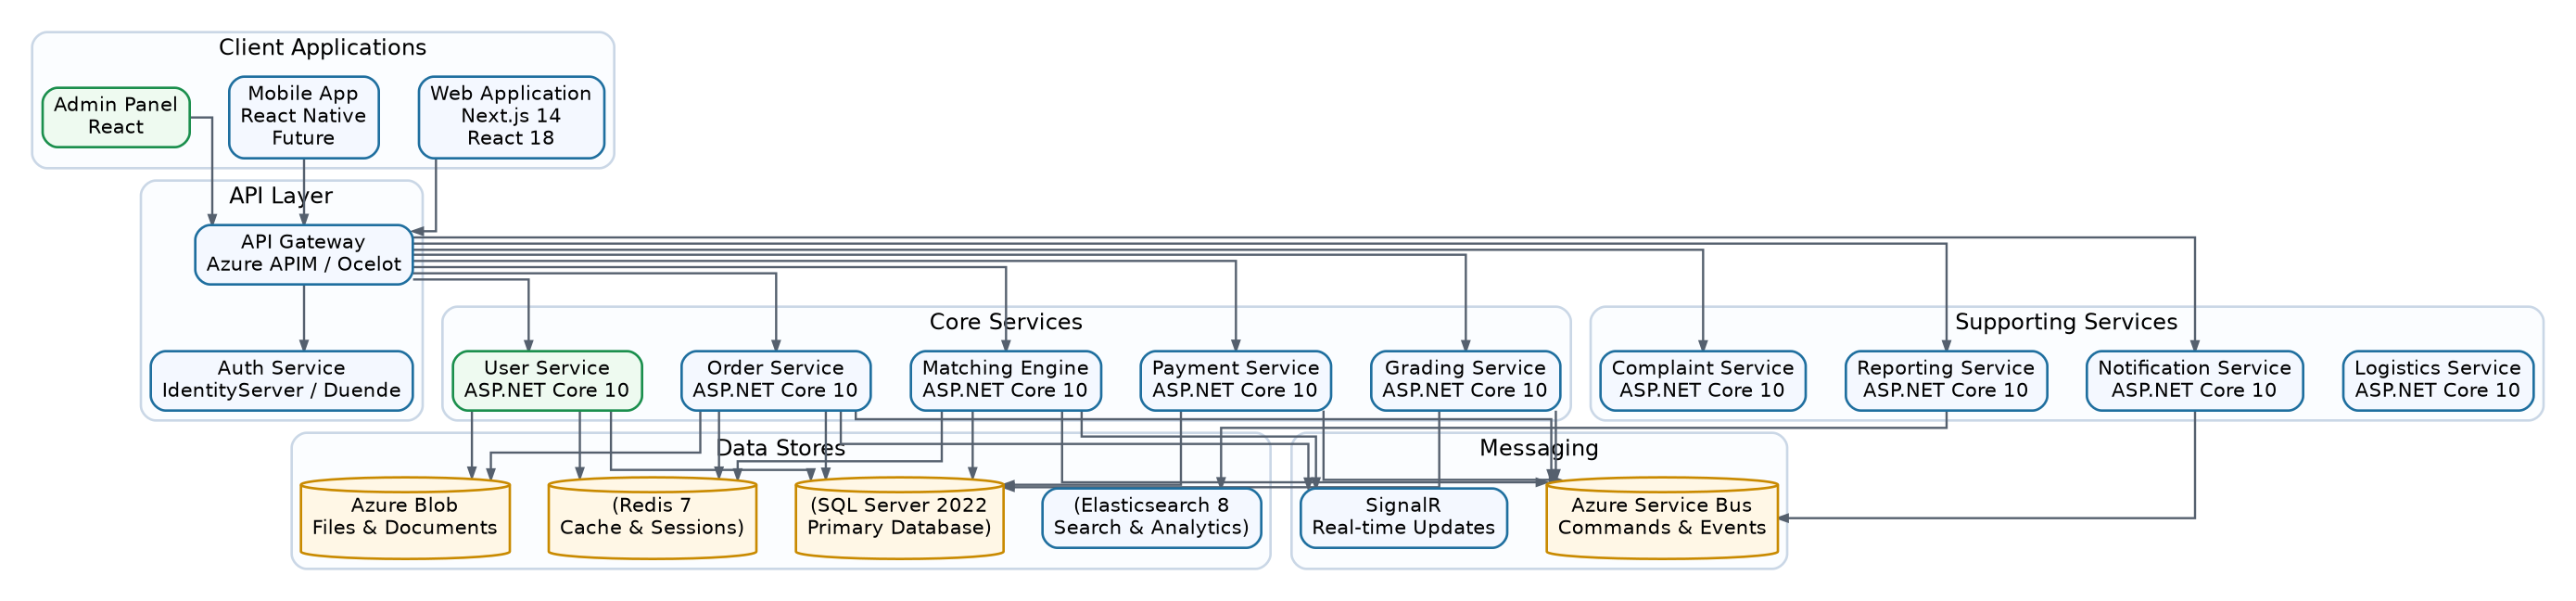 Client Applications
Admin Panel
React
Mobile App
React Native
Future
Web Application
Next.js 14
React 18
API Layer
API Gateway
Azure APIM / Ocelot
Auth Service
IdentityServer / Duende
Core Services
User Service
ASP.NET Core 10
Order Service
ASP.NET Core 10
Matching Engine
ASP.NET Core 10
Payment Service
ASP.NET Core 10
Grading Service
ASP.NET Core 10
Supporting Services
Complaint Service
ASP.NET Core 10
Reporting Service
ASP.NET Core 10
Notification Service
ASP.NET Core 10
Logistics Service
ASP.NET Core 10
Data Stores
Azure Blob
Files & Documents
(Redis 7
Cache & Sessions)
(SQL Server 2022
Primary Database)
(Elasticsearch 8
Search & Analytics)
Messaging
SignalR
Real-time Updates
Azure Service Bus
Commands & Events